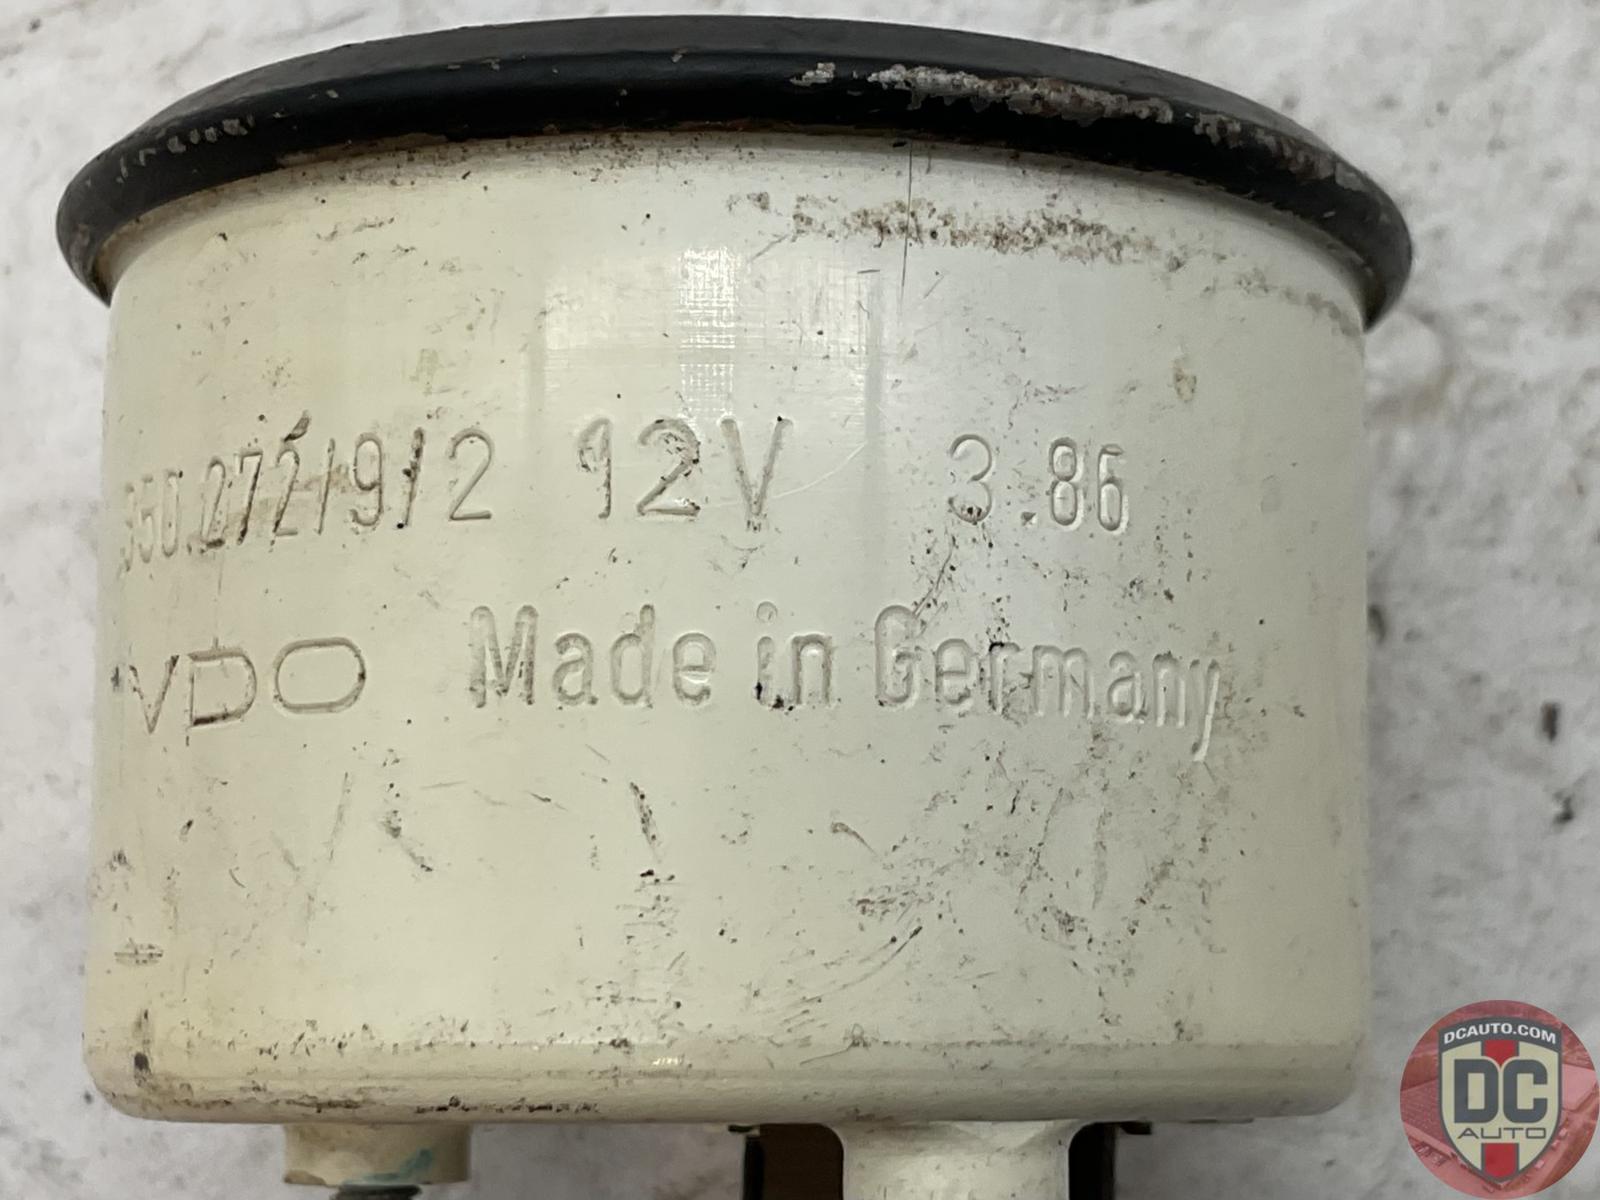 350.272/9/2 12V 3.86
VDO Made in Germany
DCAUTO.COM
DC
AUTO